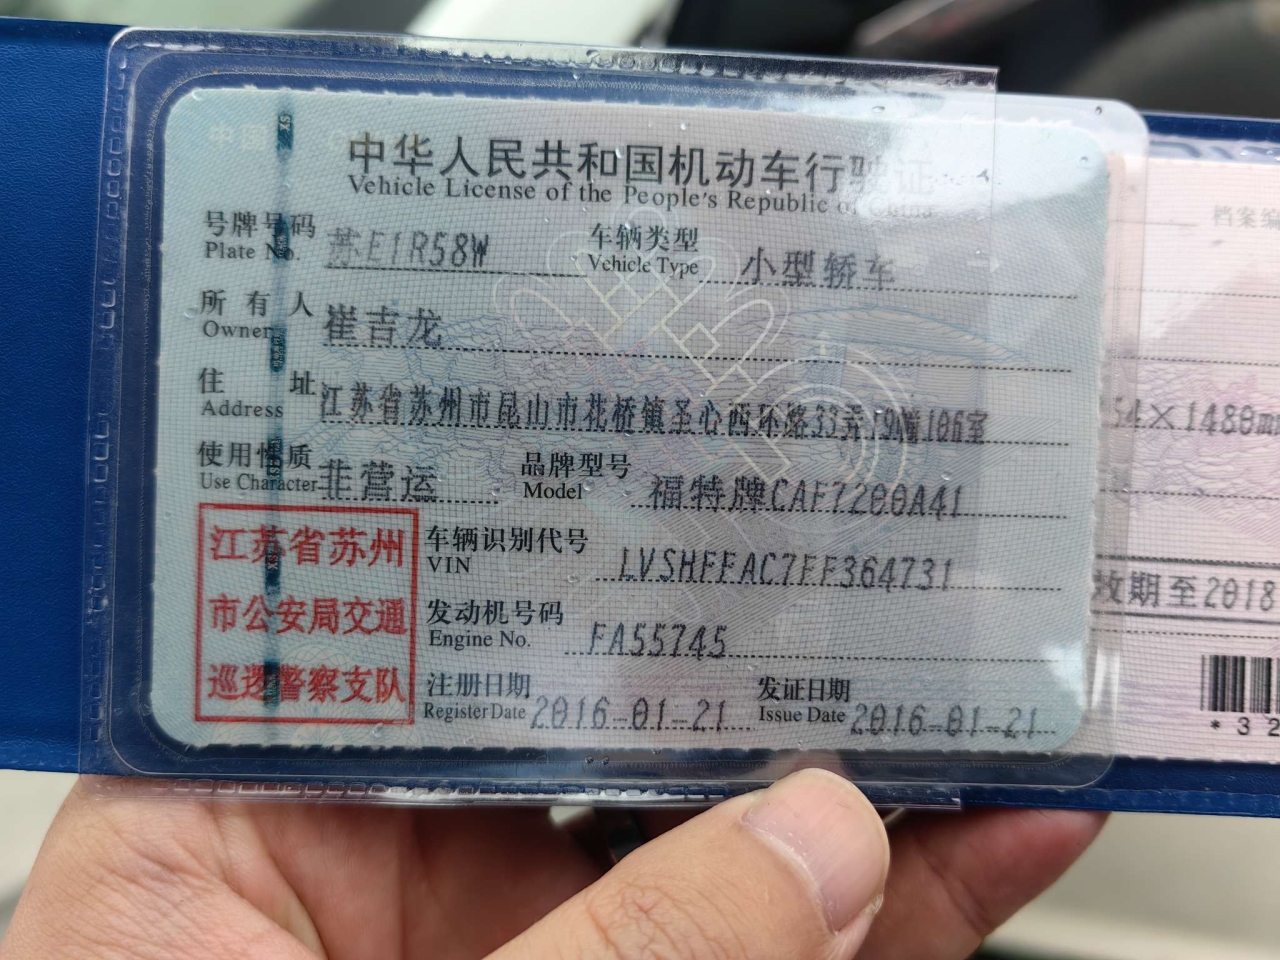 中华人民共和国机动车行驶证
Vehicle License of the People's Republic of China
号牌号码 苏E1R58W 车辆类型 小型轿车
Plate No. Vehicle Type
所有人 崔吉龙
Owner
住址 江苏省苏州市昆山市花桥镇圣心西环路33弄19幢106室
Address
使用性质 非营运 品牌型号 福特牌CAF7200A41
Use Character Model
江苏省苏州
市公安局交通
巡逻警察支队
车辆识别代号 LVSHFFAC7FF364731
VIN
发动机号码 FA55745
Engine No.
注册日期 2016-01-21 发证日期 2016-01-21
Register Date Issue Date
档案编
54×1480m
效期至2018
*32